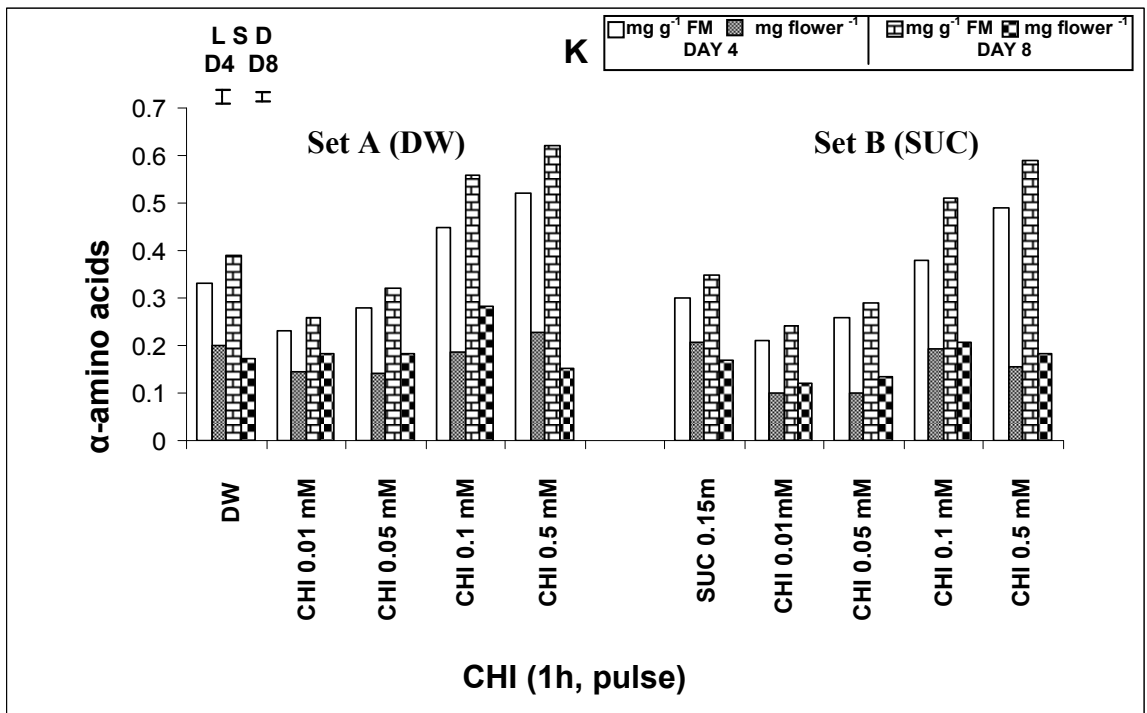 L S D
D4 D8
K
mg g⁻¹ FM mg flower ⁻¹
DAY 4
mg g⁻¹ FM mg flower ⁻¹
DAY 8
Set A (DW)
Set B (SUC)
α-amino acids
0.7
0.6
0.5
0.4
0.3
0.2
0.1
0
DW
CHI 0.01 mM
CHI 0.05 mM
CHI 0.1 mM
CHI 0.5 mM
SUC 0.15m
CHI 0.01mM
CHI 0.05 mM
CHI 0.1 mM
CHI 0.5 mM
CHI (1h, pulse)